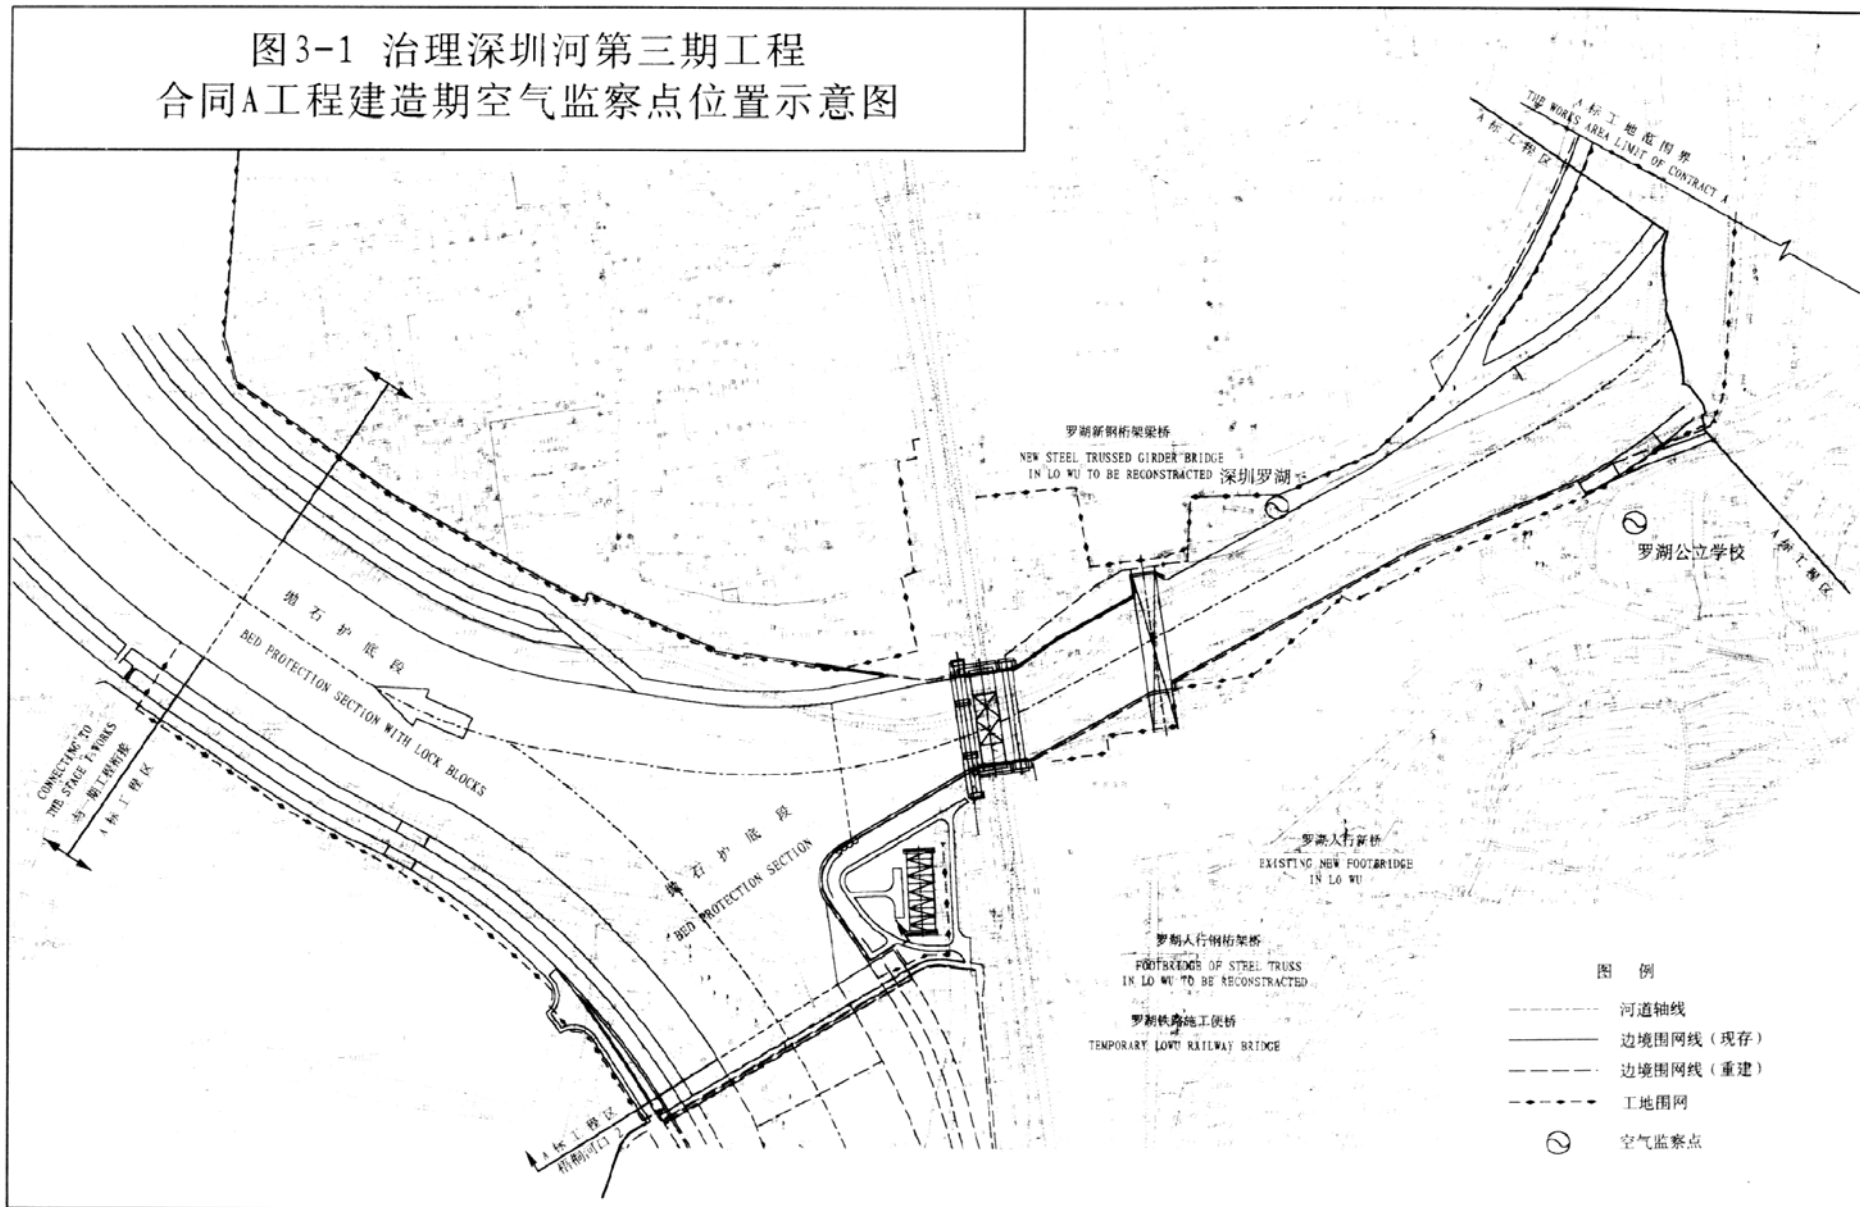 图3-1 治理深圳河第三期工程
合同A工程建造期空气监察点位置示意图
A 标工地范围界
THE WORKS AREA LIMIT OF CONTRACT A
A 标工程区
罗湖新钢桁架梁桥
NEW STEEL TRUSSED GIRDER BRIDGE
IN LO WU TO BE RECONSTRACTED
深圳罗湖
罗湖公立学校
A 标工程区
抛石护底段
BED PROTECTION SECTION WITH LOCK BLOCKS
CONNECTING TO
THE STAGE I WORKS
与一期工程桁接
A 标工程区
抛石护底段
BED PROTECTION SECTION
罗湖人行新桥
EXISTING NEW FOOTBRIDGE
IN LO WU
罗湖人行钢桁架桥
FOOTBRIDGE OF STEEL TRUSS
IN LO WU TO BE RECONSTRACTED
罗湖铁路施工便桥
TEMPORARY LOWU RAILWAY BRIDGE
A 标工程区
梧桐河口 2
图 例
河道轴线
边境围网线(现存)
边境围网线(重建)
工地围网
空气监察点